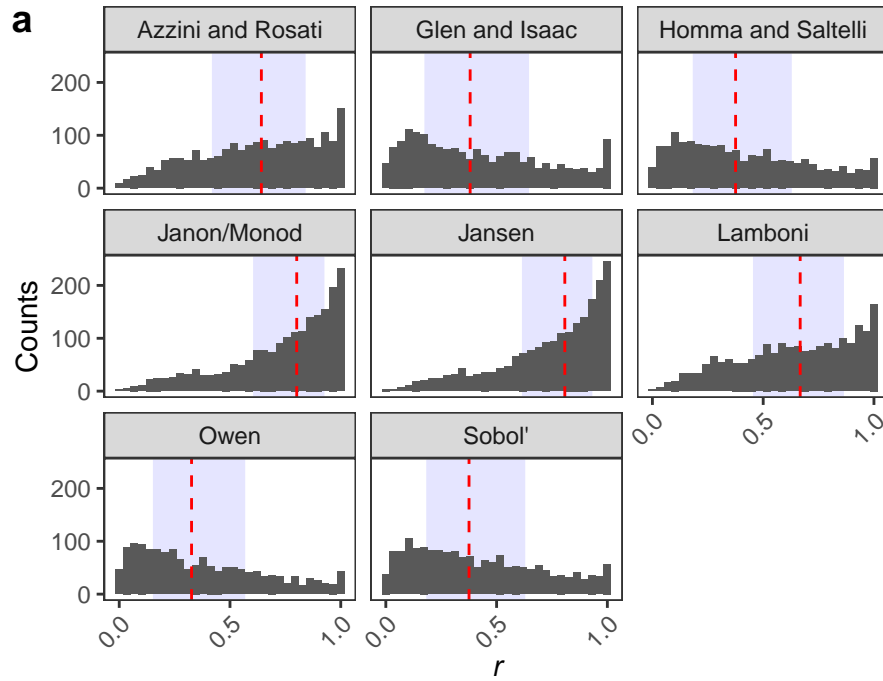 a
Azzini and Rosati Glen and Isaac Homma and Saltelli
200
100
0
Janon/Monod Jansen Lamboni
200
100
0
0.0 0.5 1.0
Owen Sobol'
200
100
0
0.0 0.5 1.0 0.0 0.5 1.0
Counts
r